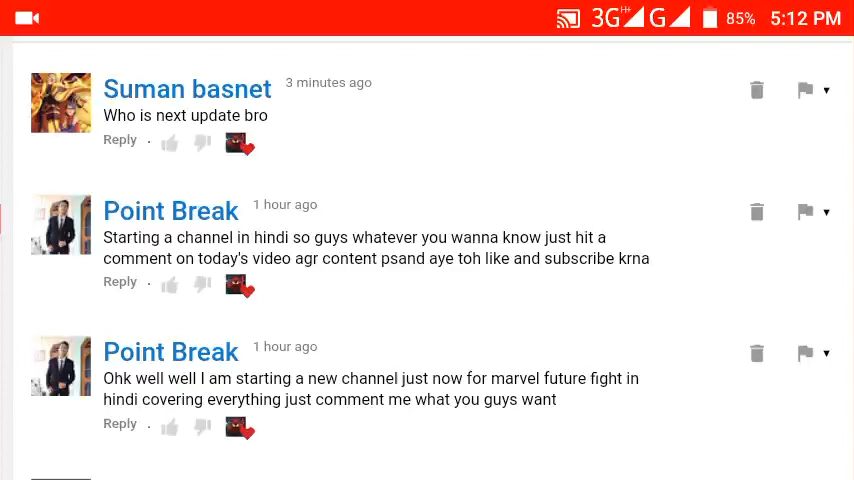 3G H+ G 85% 5:12 PM
Suman basnet 3 minutes ago
Who is next update bro
Reply .
Point Break 1 hour ago
Starting a channel in hindi so guys whatever you wanna know just hit a
comment on today's video agr content psand aye toh like and subscribe krna
Reply .
Point Break 1 hour ago
Ohk well well I am starting a new channel just now for marvel future fight in
hindi covering everything just comment me what you guys want
Reply .